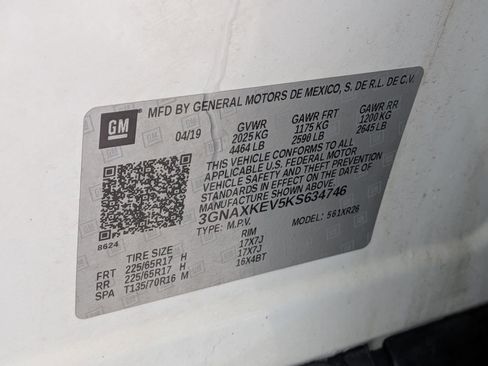 GM
MFD BY GENERAL MOTORS DE MEXICO, S. DE R.L. DE C.V.
04/19 GVWR GAWR FRT GAWR RR
2025 KG 1175 KG 1200 KG
4464 LB 2590 LB 2645 LB
THIS VEHICLE CONFORMS TO ALL
APPLICABLE U.S. FEDERAL MOTOR
VEHICLE SAFETY AND THEFT PREVENTION
STANDARDS IN EFFECT ON THE DATE OF
MANUFACTURE SHOWN ABOVE.
3GNAXKEV5KS634746
TYPE: M.P.V. MODEL: 561XR26
8624
TIRE SIZE RIM
FRT 225/65R17 H 17X7J
RR 225/65R17 H 17X7J
SPA T135/70R16 M 16X4BT